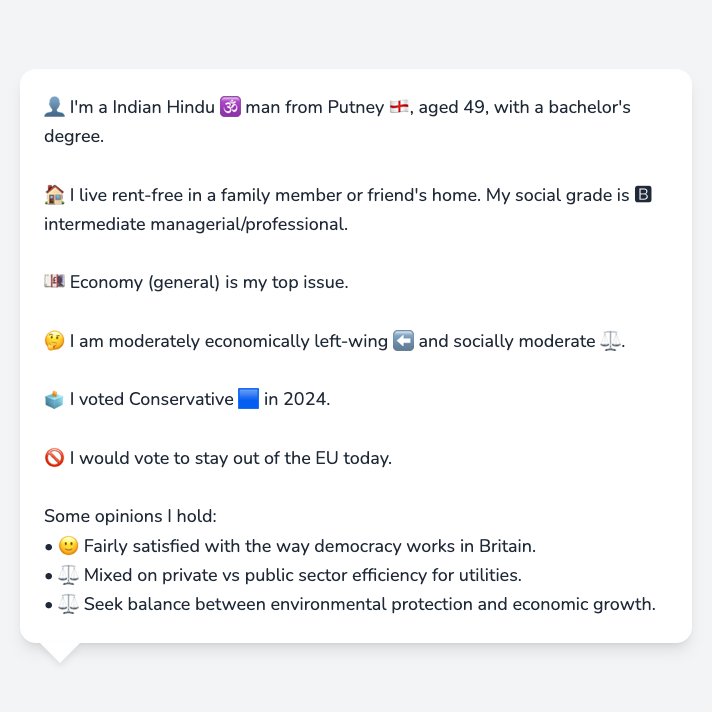 👤 I'm a Indian Hindu 🕉️ man from Putney 🏴󠁧󠁢󠁥󠁮󠁧󠁿, aged 49, with a bachelor's
degree.
🏠 I live rent-free in a family member or friend's home. My social grade is 🅱️
intermediate managerial/professional.
💷 Economy (general) is my top issue.
🤔 I am moderately economically left-wing ⬅️ and socially moderate ⚖️.
🗳️ I voted Conservative 🟦 in 2024.
🚫 I would vote to stay out of the EU today.
Some opinions I hold:
• 🙂 Fairly satisfied with the way democracy works in Britain.
• ⚖️ Mixed on private vs public sector efficiency for utilities.
• ⚖️ Seek balance between environmental protection and economic growth.